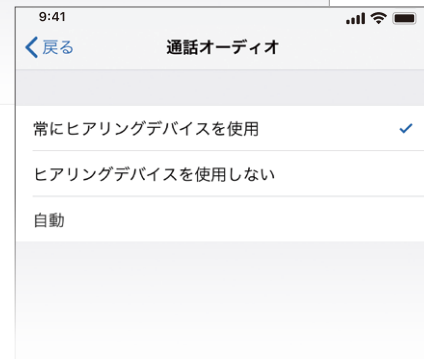 9:41
戻る 通話オーディオ
常にヒアリングデバイスを使用
ヒアリングデバイスを使用しない
自動